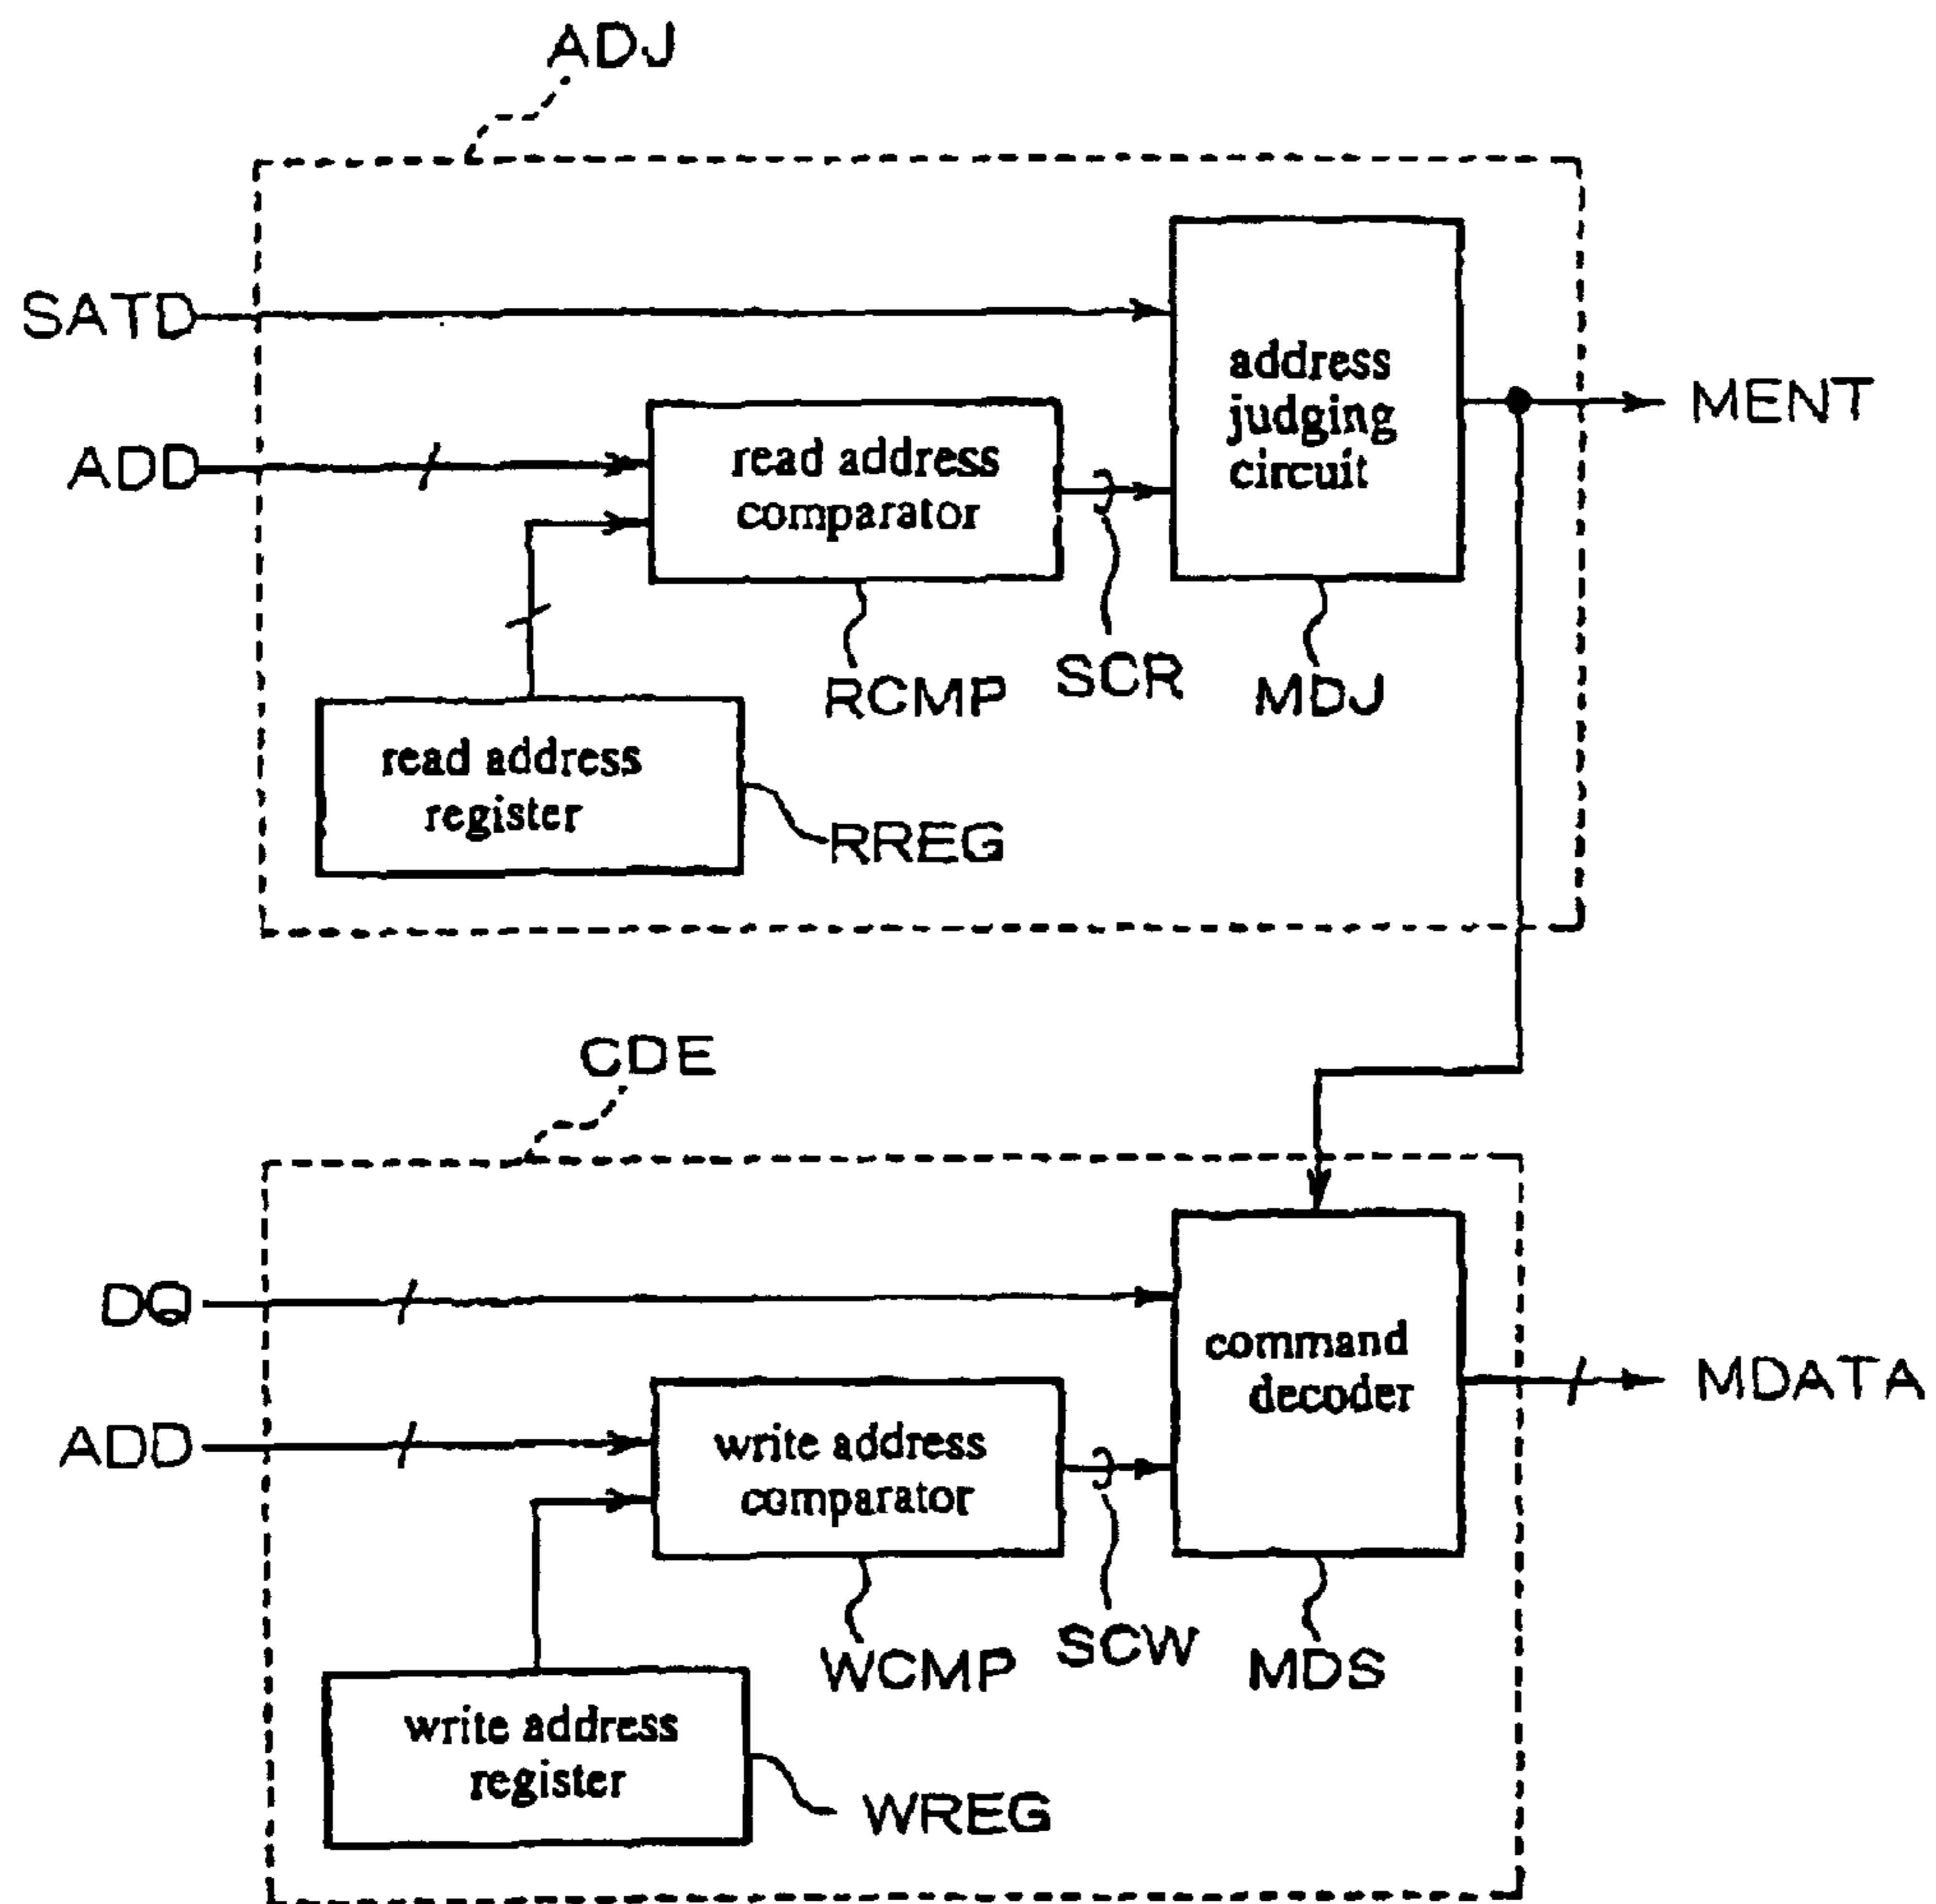 ADJ
SATD
address
judging
circuit
MENT
ADD
read address
comparator
RCMP
SCR
MDJ
read address
register
RREG
CDE
DQ
command
decoder
MDATA
ADD
write address
comparator
WCMP
SCW
MDS
write address
register
WREG